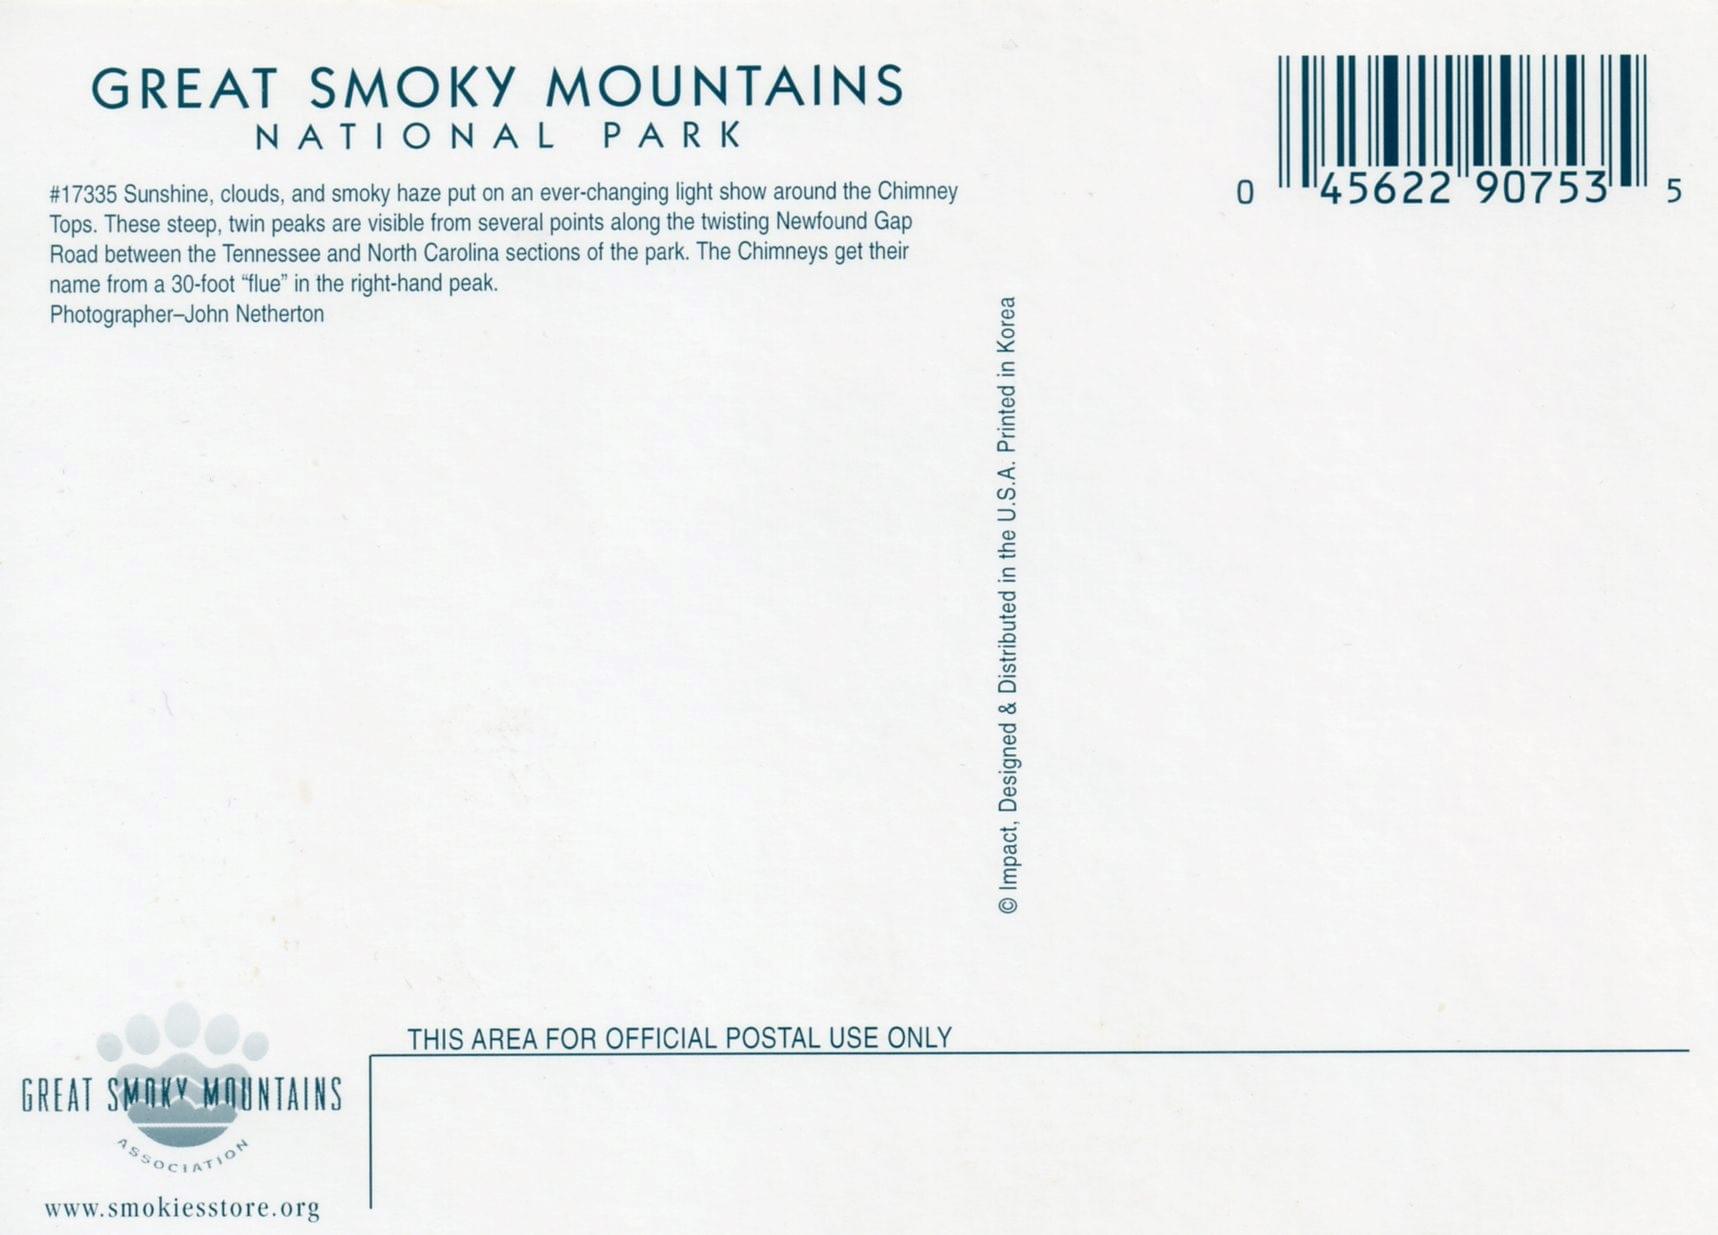 GREAT SMOKY MOUNTAINS
NATIONAL PARK
#17335 Sunshine, clouds, and smoky haze put on an ever-changing light show around the Chimney
Tops. These steep, twin peaks are visible from several points along the twisting Newfound Gap
Road between the Tennessee and North Carolina sections of the park. The Chimneys get their
name from a 30-foot “flue” in the right-hand peak.
Photographer–John Netherton
0 45622 90753 5
© Impact, Designed & Distributed in the U.S.A. Printed in Korea
THIS AREA FOR OFFICIAL POSTAL USE ONLY
GREAT SMOKY MOUNTAINS
ASSOCIATION
www.smokiesstore.org